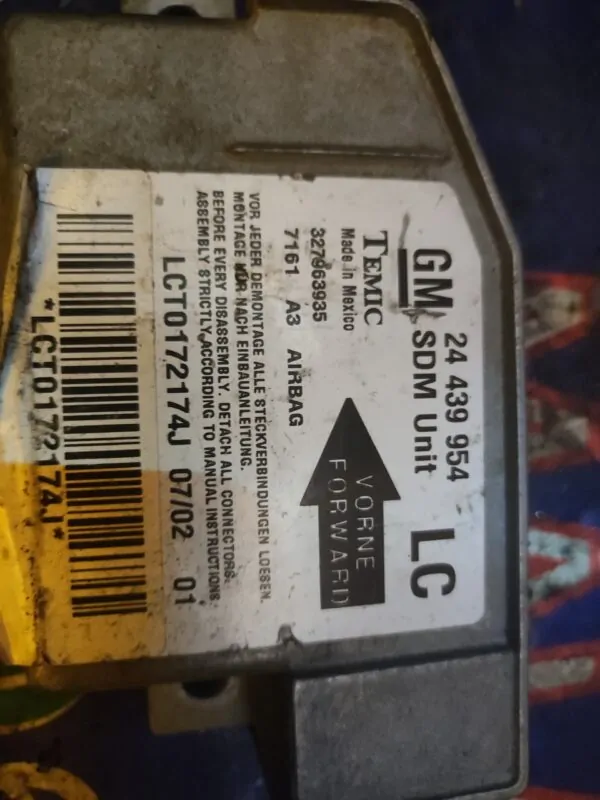 GM 24 439 954 LC
SDM Unit
TEMIC
Made in Mexico
327963935
7161 A3 AIRBAG
VORNE
FORWARD
VOR JEDER DEMONTAGE ALLE STECKVERBINDUNGEN LOESEN.
MONTAGE NUR NACH EINBAUANLEITUNG.
BEFORE EVERY DISASSEMBLY. DETACH ALL CONNECTORS.
ASSEMBLY STRICTLY ACCORDING TO MANUAL INSTRUCTIONS.
LCT0172174J 07/02 01
*LCT0172174J*